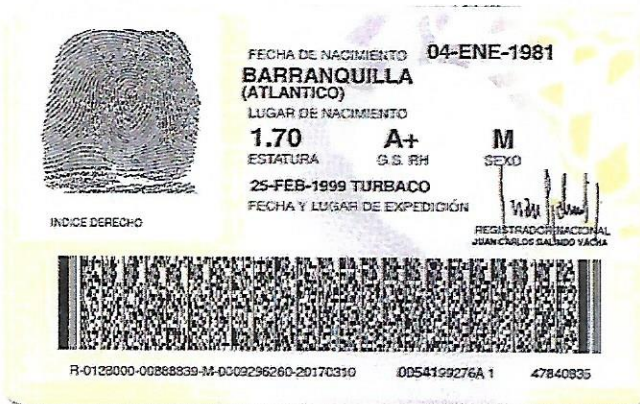 FECHA DE NACIMIENTO 04-ENE-1981
BARRANQUILLA
(ATLANTICO)
LUGAR DE NACIMIENTO
1.70 A+ M
ESTATURA G.S. RH SEXO
25-FEB-1999 TURBACO
FECHA Y LUGAR DE EXPEDICIÓN
INDICE DERECHO
REGISTRADOR NACIONAL
JUAN CARLOS GALINDO VACHA
R-0128000-00888839-M-0009296260-20170310 0054199276A 1 47840935